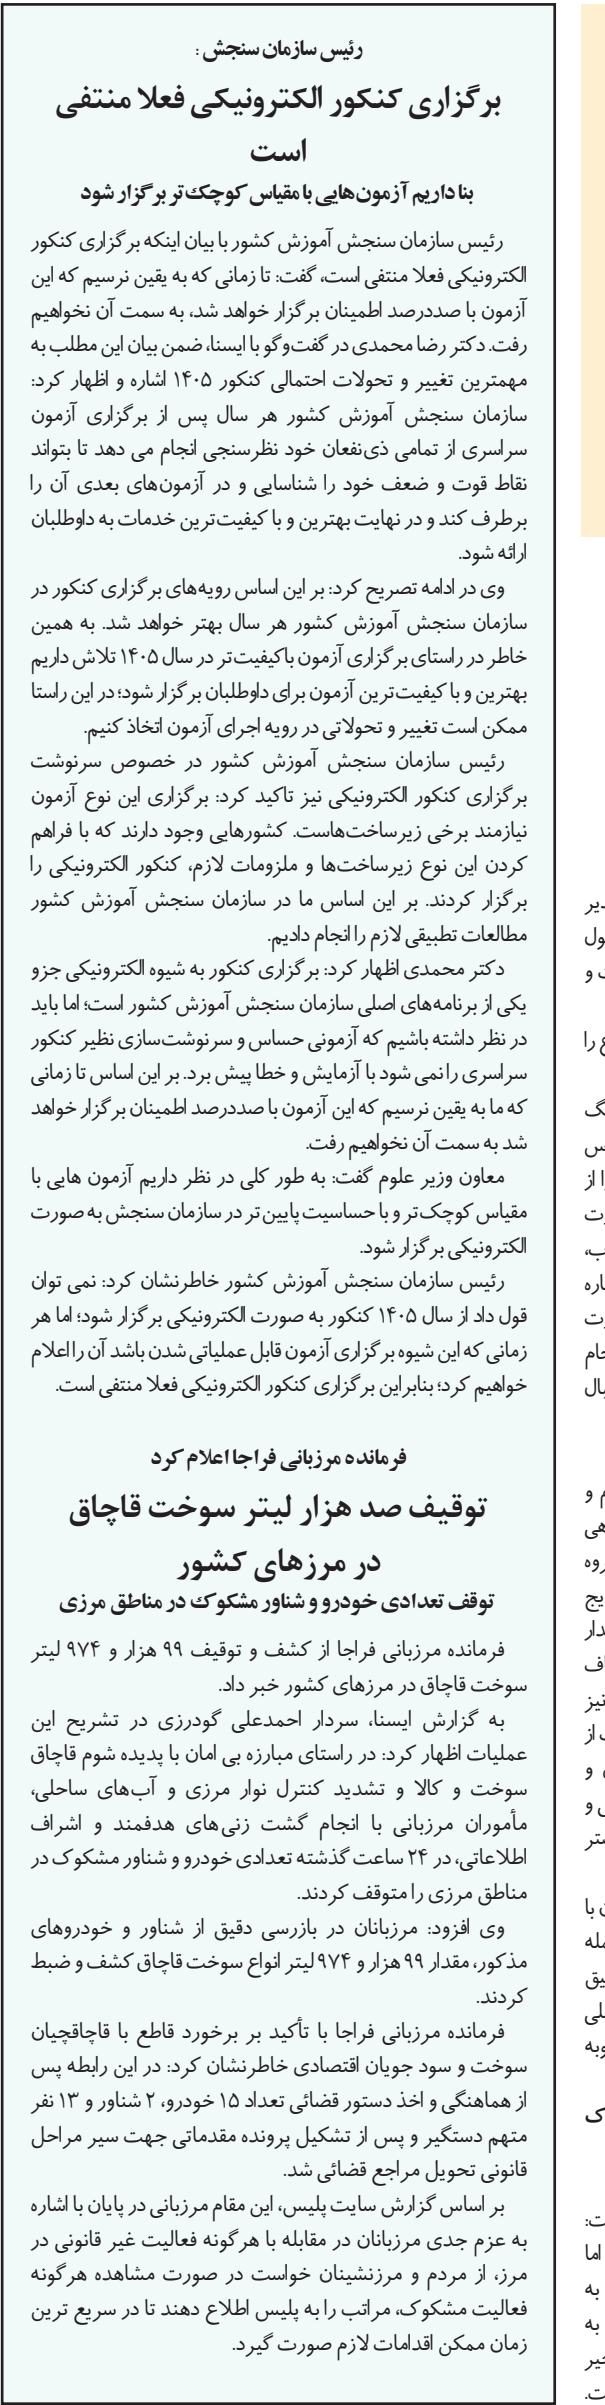 رئیس سازمان سنجش :
برگزاری کنکور الکترونیکی فعلا منتفی
است
بنا داریم آزمون‌هایی با مقیاس کوچک‌تر برگزار شود
رئیس سازمان سنجش آموزش کشور با بیان اینکه برگزاری کنکور
الکترونیکی فعلا منتفی است، گفت: تا زمانی که به یقین نرسیم که این
آزمون با صددرصد اطمینان برگزار خواهد شد، به سمت آن نخواهیم
رفت. دکتر رضا محمدی در گفت‌وگو با ایسنا، ضمن بیان این مطلب به
مهمترین تغییر و تحولات احتمالی کنکور ۱۴۰۵ اشاره و اظهار کرد:
سازمان سنجش آموزش کشور هر سال پس از برگزاری آزمون
سراسری از تمامی ذی‌نفعان خود نظرسنجی انجام می دهد تا بتواند
نقاط قوت و ضعف خود را شناسایی و در آزمون‌های بعدی آن را
برطرف کند و در نهایت بهترین و با کیفیت‌ترین خدمات به داوطلبان
ارائه شود.
وی در ادامه تصریح کرد: بر این اساس رویه‌های برگزاری کنکور در
سازمان سنجش آموزش کشور هر سال بهتر خواهد شد. به همین
خاطر در راستای برگزاری آزمون باکیفیت‌تر در سال ۱۴۰۵ تلاش داریم
بهترین و با کیفیت‌ترین آزمون برای داوطلبان برگزار شود؛ در این راستا
ممکن است تغییر و تحولاتی در رویه اجرای آزمون اتخاذ کنیم.
رئیس سازمان سنجش آموزش کشور در خصوص سرنوشت
برگزاری کنکور الکترونیکی نیز تاکید کرد: برگزاری این نوع آزمون
نیازمند برخی زیرساخت‌هاست. کشورهایی وجود دارند که با فراهم
کردن این نوع زیرساخت‌ها و ملزومات لازم، کنکور الکترونیکی را
برگزار کردند. بر این اساس ما در سازمان سنجش آموزش کشور
مطالعات تطبیقی لازم را انجام دادیم.
دکتر محمدی اظهار کرد: برگزاری کنکور به شیوه الکترونیکی جزو
یکی از برنامه‌های اصلی سازمان سنجش آموزش کشور است؛ اما باید
در نظر داشته باشیم که آزمونی حساس و سرنوشت‌سازی نظیر کنکور
سراسری را نمی شود با آزمایش و خطا پیش برد. بر این اساس تا زمانی
که ما به یقین نرسیم که این آزمون با صددرصد اطمینان برگزار خواهد
شد به سمت آن نخواهیم رفت.
معاون وزیر علوم گفت: به طور کلی در نظر داریم آزمون هایی با
مقیاس کوچک‌تر و با حساسیت پایین تر در سازمان سنجش به صورت
الکترونیکی برگزار شود.
رئیس سازمان سنجش آموزش کشور خاطرنشان کرد: نمی توان
قول داد از سال ۱۴۰۵ کنکور به صورت الکترونیکی برگزار شود؛ اما هر
زمانی که این شیوه برگزاری آزمون قابل عملیاتی شدن باشد آن را اعلام
خواهیم کرد؛ بنابراین برگزاری کنکور الکترونیکی فعلا منتفی است.
فرمانده مرزبانی فراجا اعلام کرد
توقیف صد هزار لیتر سوخت قاچاق
در مرزهای کشور
توقف تعدادی خودرو و شناور مشکوک در مناطق مرزی
فرمانده مرزبانی فراجا از کشف و توقیف ۹۹ هزار و ۹۷۴ لیتر
سوخت قاچاق در مرزهای کشور خبر داد.
به گزارش ایسنا، سردار احمدعلی گودرزی در تشریح این
عملیات اظهار کرد: در راستای مبارزه بی امان با پدیده شوم قاچاق
سوخت و کالا و تشدید کنترل نوار مرزی و آب‌های ساحلی،
مأموران مرزبانی با انجام گشت زنی‌های هدفمند و اشراف
اطلاعاتی، در ۲۴ ساعت گذشته تعدادی خودرو و شناور مشکوک در
مناطق مرزی را متوقف کردند.
وی افزود: مرزبانان در بازرسی دقیق از شناور و خودروهای
مذکور، مقدار ۹۹ هزار و ۹۷۴ لیتر انواع سوخت قاچاق کشف و ضبط
کردند.
فرمانده مرزبانی فراجا با تأکید بر برخورد قاطع با قاچاقچیان
سوخت و سود جویان اقتصادی خاطرنشان کرد: در این رابطه پس
از هماهنگی و اخذ دستور قضائی تعداد ۱۵ خودرو، ۲ شناور و ۱۳ نفر
متهم دستگیر و پس از تشکیل پرونده مقدماتی جهت سیر مراحل
قانونی تحویل مراجع قضائی شد.
بر اساس گزارش سایت پلیس، این مقام مرزبانی در پایان با اشاره
به عزم جدی مرزبانان در مقابله با هرگونه فعالیت غیر قانونی در
مرز، از مردم و مرزنشینان خواست در صورت مشاهده هرگونه
فعالیت مشکوک، مراتب را به پلیس اطلاع دهند تا در سریع ترین
زمان ممکن اقدامات لازم صورت گیرد.